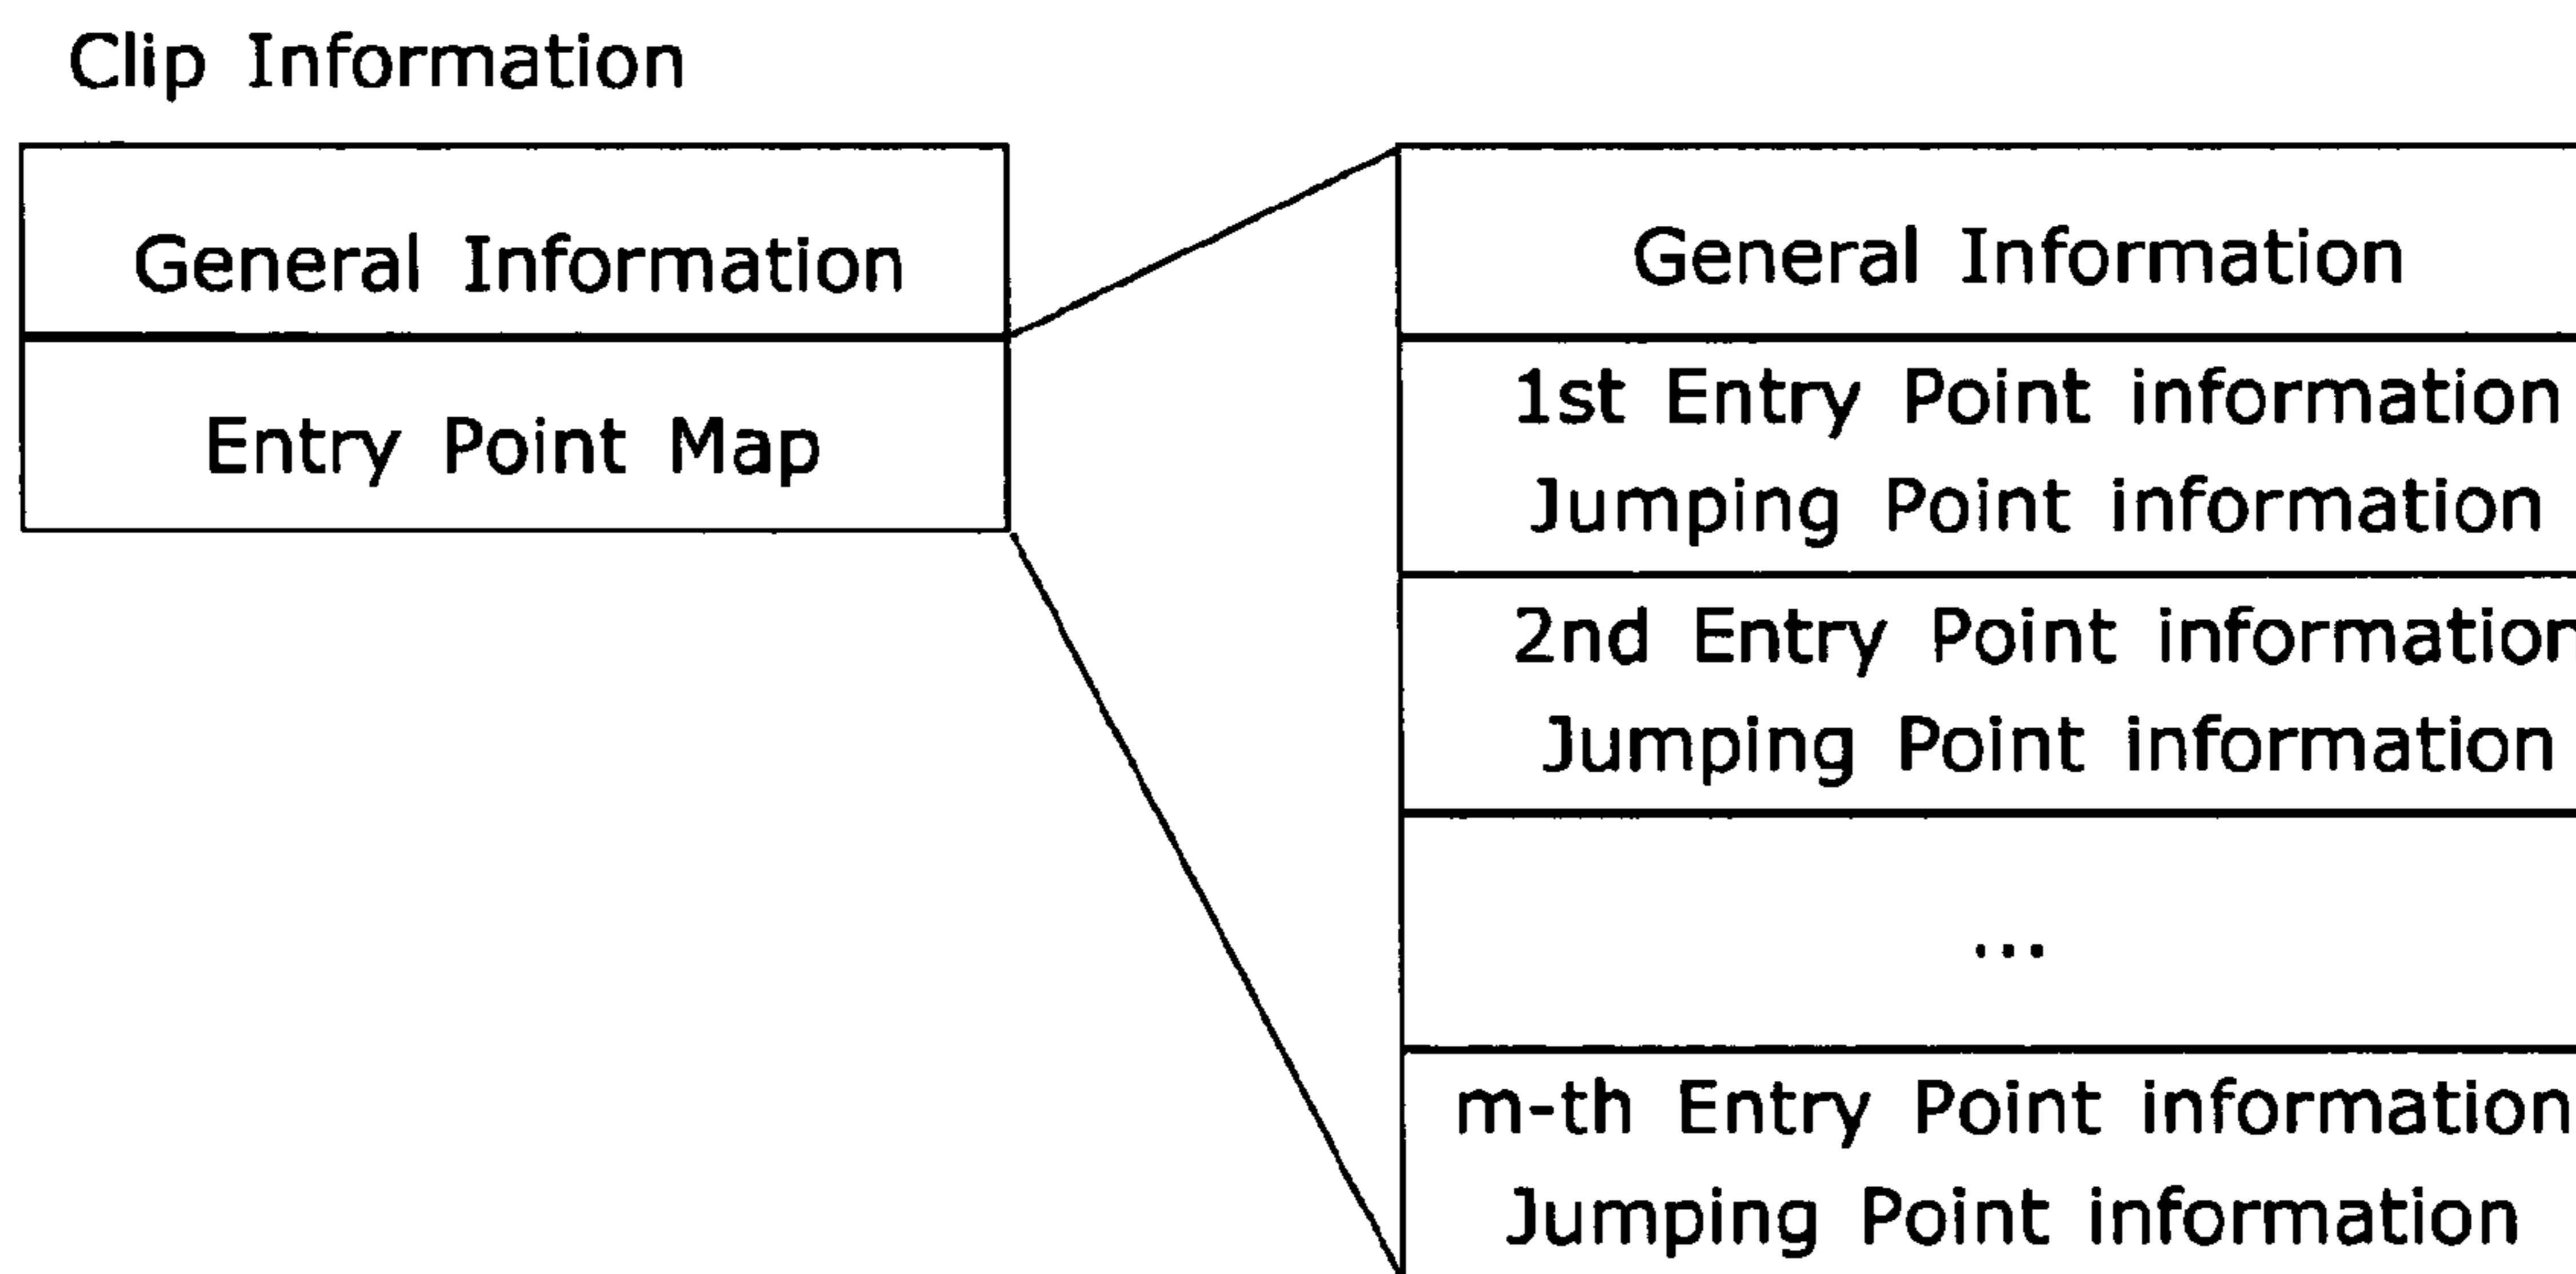 Clip Information
General Information
Entry Point Map
General Information
1st Entry Point information
Jumping Point information
2nd Entry Point information
Jumping Point information
...
m-th Entry Point information
Jumping Point information